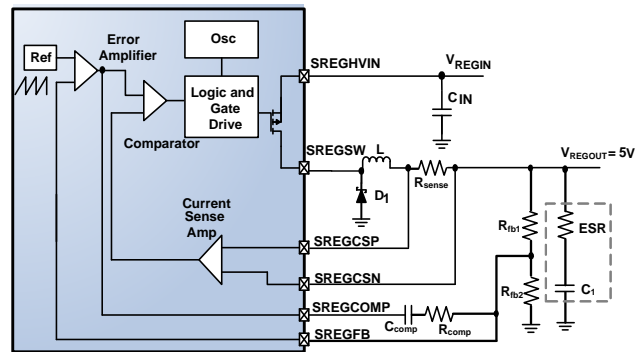 Error
Amplifier
Osc
Ref
SREGHVIN
V_REGIN
Logic and
Gate
Drive
C_IN
Comparator
SREGSW
L
V_REGOUT = 5V
R_sense
D_1
Current
Sense
Amp
R_fb1
ESR
SREGCSP
SREGCSN
R_fb2
C_1
SREGCOMP
C_comp
R_comp
SREGFB